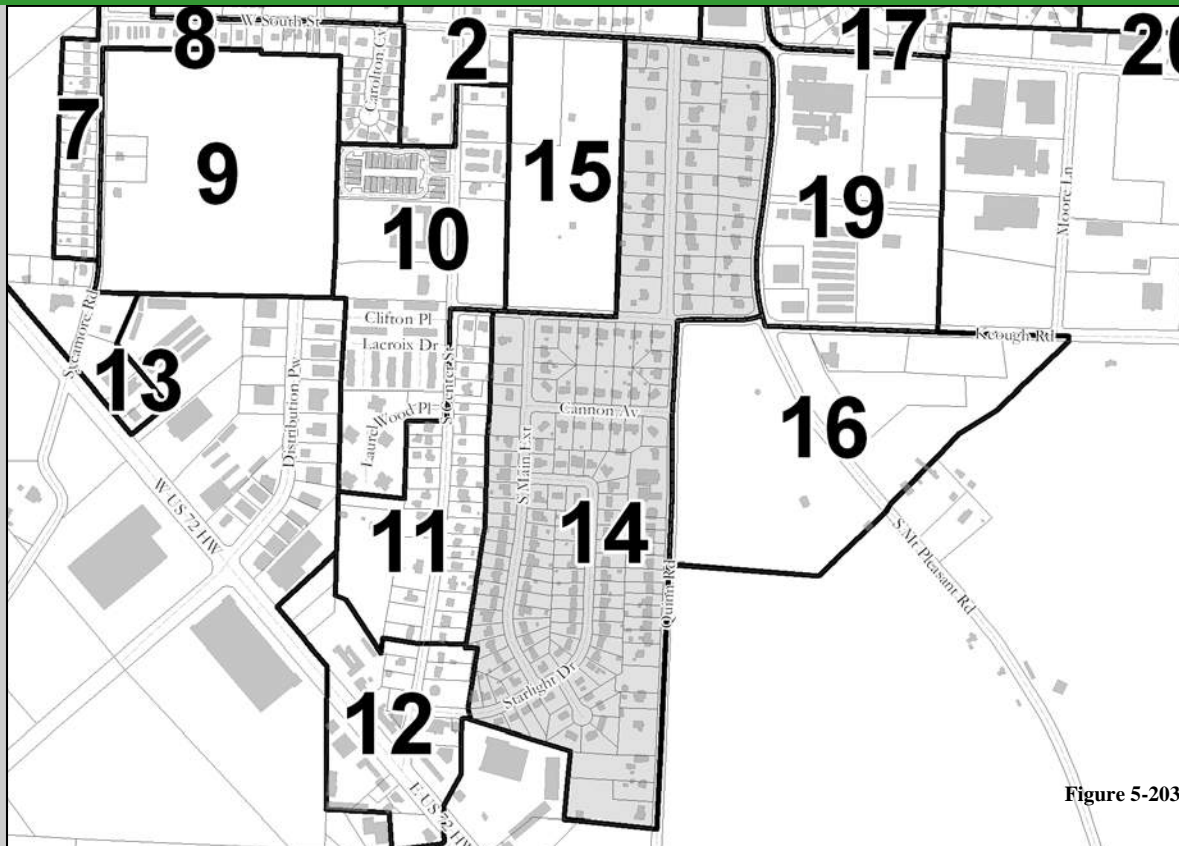 W South St
8
2
17
20
Carolton Cv
7
9
15
19
Moore Ln
10
Sycamore Rd
Clifton Pl
Lacroix Dr
S Center St
Keough Rd
13
Distribution Pw
Laurel Wood Pl
Cannon Av
16
S Main Ext
W US 72 HW
11
14
S Mt Pleasant Rd
Quinn Rd
Starlight Dr
12
E US 72 HW
Figure 5-203